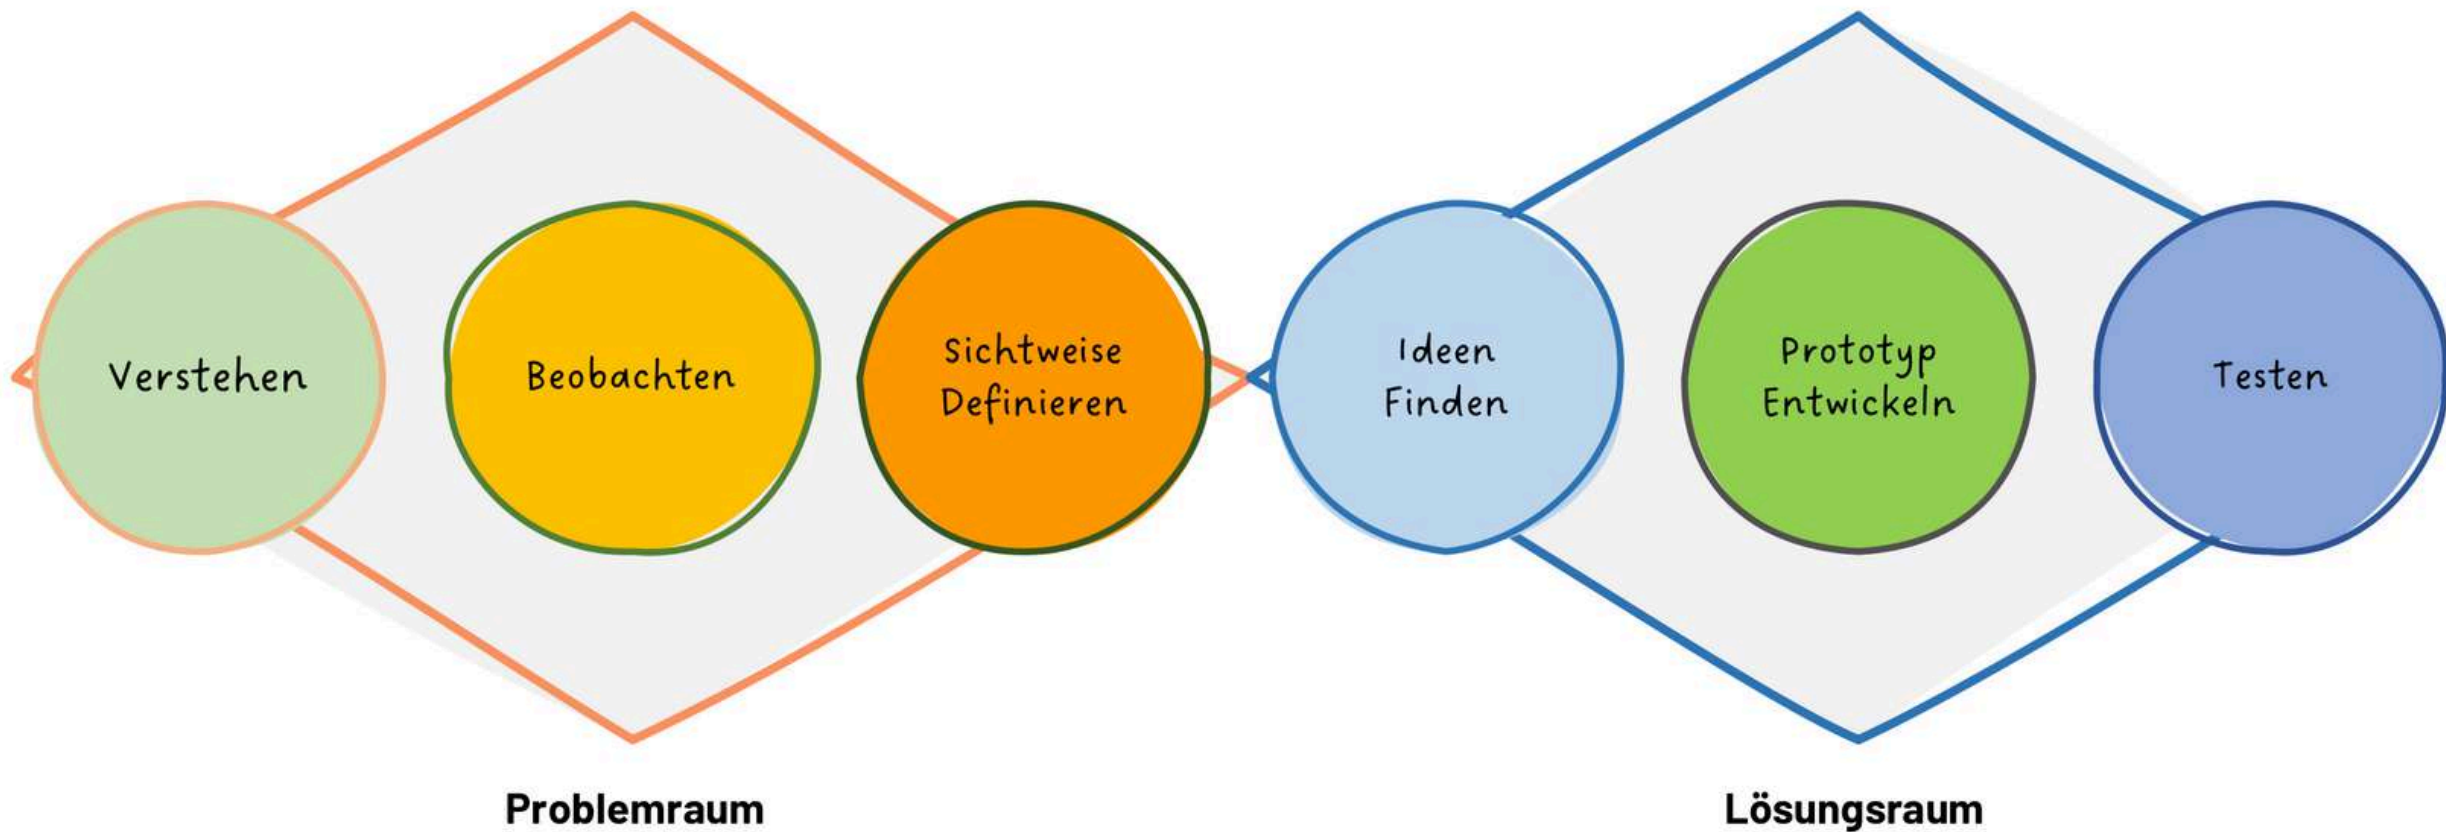 Verstehen
Beobachten
Sichtweise
Definieren
Ideen
Finden
Prototyp
Entwickeln
Testen
Problemraum
Lösungsraum